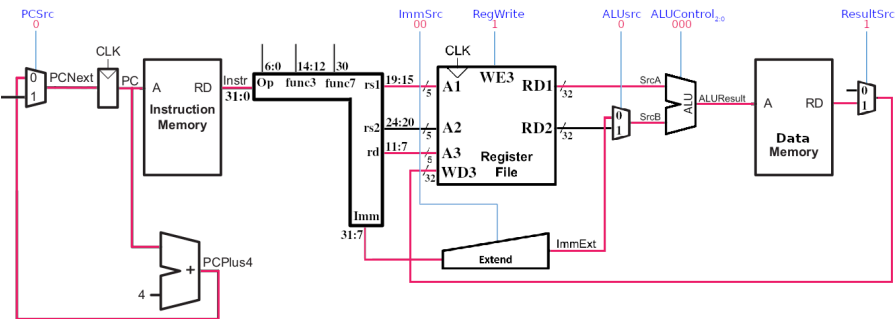 PCSrc
0
ImmSrc
00
RegWrite
1
ALUsrc
0
ALUControl2:0
000
ResultSrc
1
CLK
0
1
PCNext
PC
A
RD
Instruction
Memory
Instr
31:0
6:0
14:12
30
Op
func3
func7
rs1
19:15
5
rs2
24:20
5
rd
11:7
5
32
Imm
31:7
CLK
WE3
A1
RD1
32
A2
RD2
32
A3
WD3
Register
File
Extend
ImmExt
0
1
SrcA
SrcB
ALU
ALUResult
A
RD
Data
Memory
0
1
4
+
PCPlus4